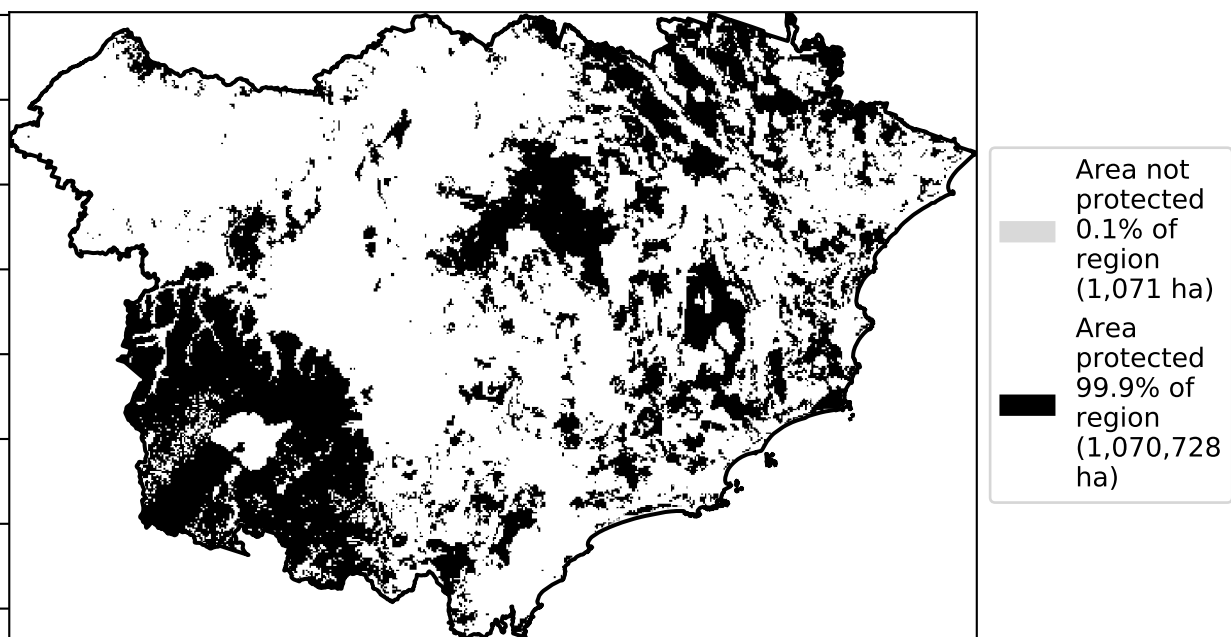 Area not
protected
0.1% of
region
(1,071 ha)
Area
protected
99.9% of
region
(1,070,728
ha)